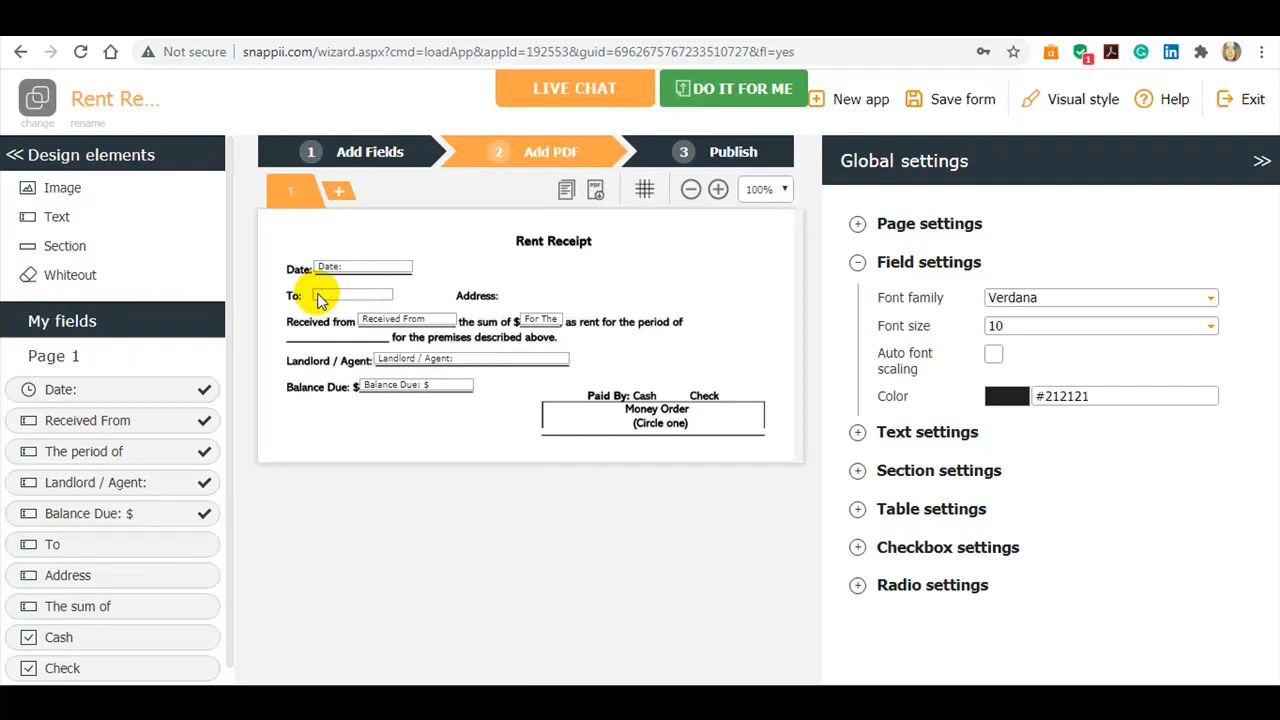 Not secure
snappii.com/wizard.aspx?cmd=loadApp&appId=192553&guid=6962675767233510727&fl=yes
1
change
Rent Re...
rename
LIVE CHAT
DO IT FOR ME
New app
Save form
Visual style
Help
Exit
Design elements
Image
Text
Section
Whiteout
My fields
Page 1
Date:
Received From
The period of
Landlord / Agent:
Balance Due: $
To
Address
The sum of
Cash
Check
1 Add Fields
2 Add PDF
3 Publish
1
+
PDF
100%
Rent Receipt
Date: Date:
To: Address:
Received from Received From the sum of $ For The as rent for the period of
for the premises described above.
Landlord / Agent: Landlord / Agent:
Balance Due: $ Balance Due: $
Paid By: Cash Check
Money Order
(Circle one)
Global settings
Page settings
Field settings
Font family Verdana
Font size 10
Auto font
scaling
Color #212121
Text settings
Section settings
Table settings
Checkbox settings
Radio settings